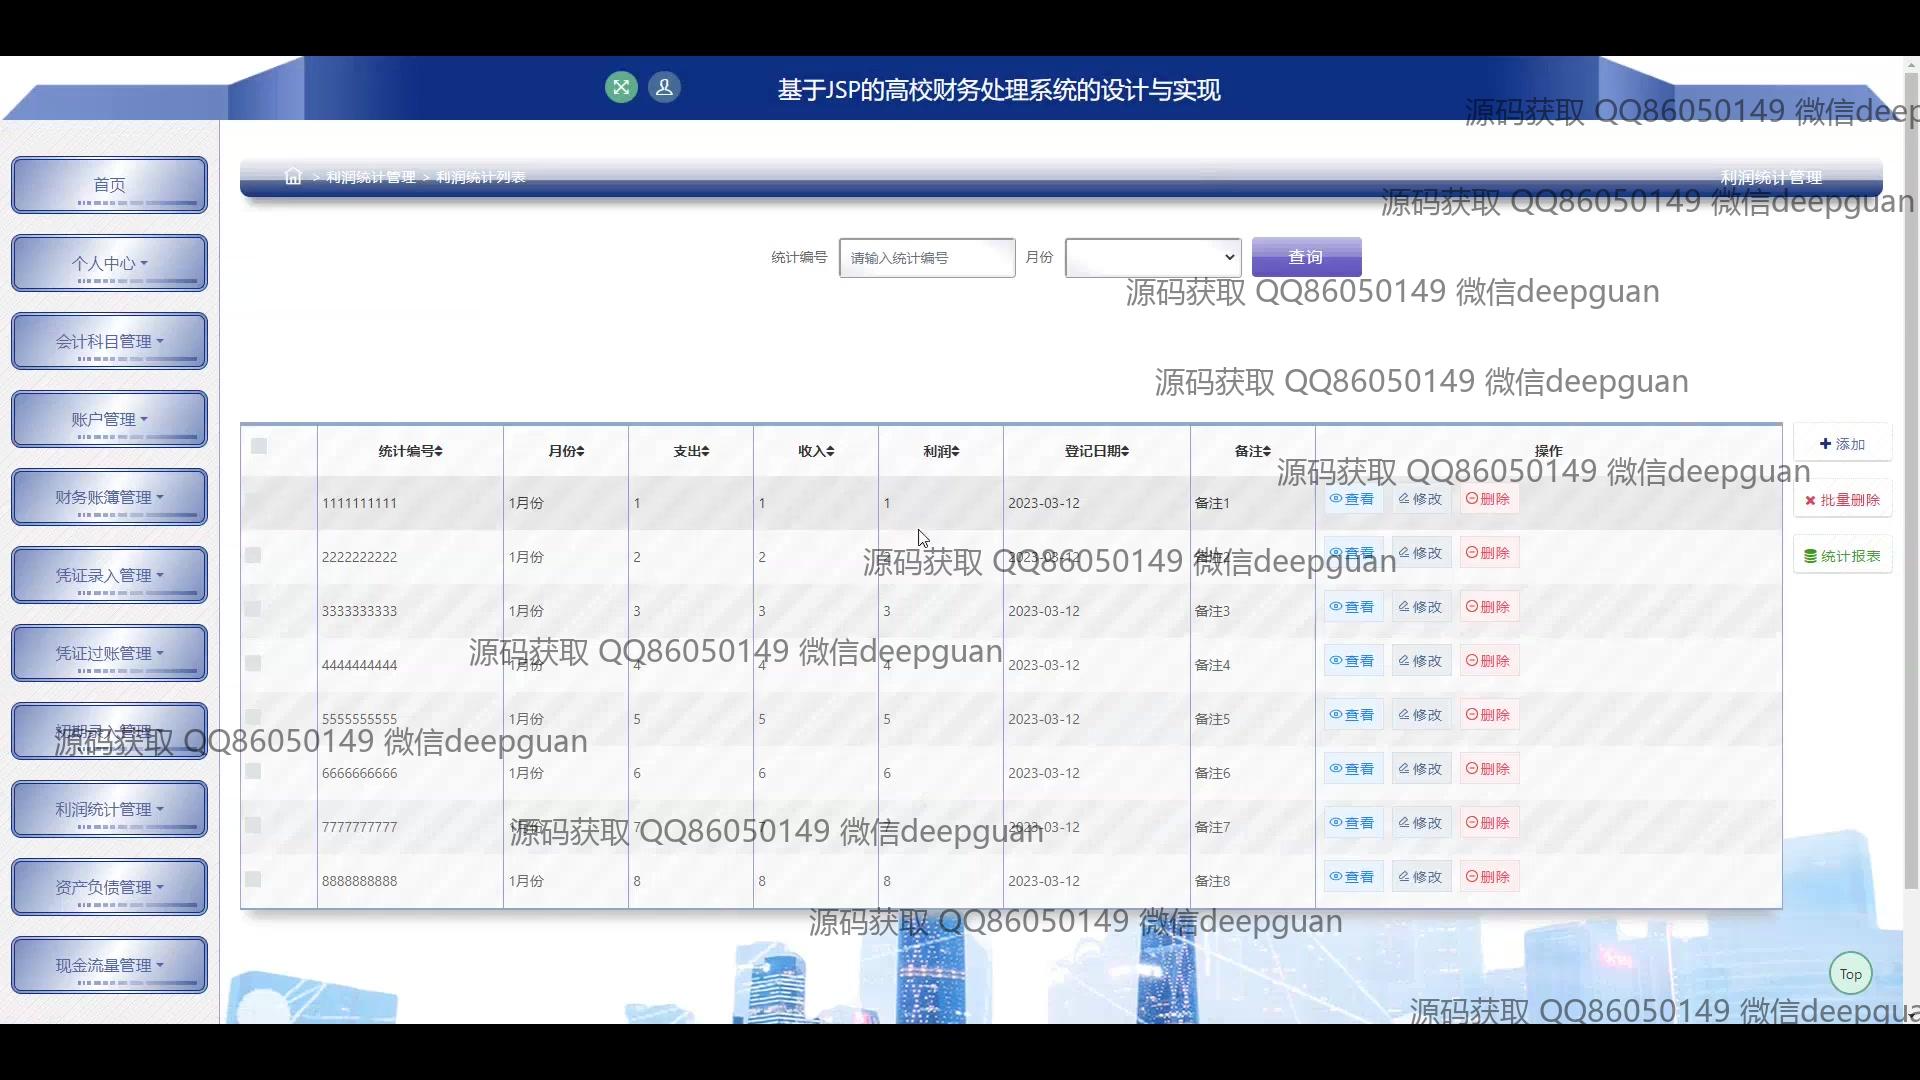 基于JSP的高校财务处理系统的设计与实现
源码获取 QQ86050149 微信deep
首页
个人中心
会计科目管理
账户管理
财务账簿管理
凭证录入管理
凭证过账管理
初期录入管理
利润统计管理
资产负债管理
现金流量管理
> 利润统计管理 > 利润统计列表
利润统计管理
源码获取 QQ86050149 微信deepguan
统计编号 请输入统计编号 月份 查询
源码获取 QQ86050149 微信deepguan
源码获取 QQ86050149 微信deepguan
统计编号 月份 支出 收入 利润 登记日期 备注 操作
源码获取 QQ86050149 微信deepguan
添加
批量删除
统计报表
1111111111 1月份 1 1 1 2023-03-12 备注1 查看 修改 删除
2222222222 1月份 2 2 2023-03-12 备注2 查看 修改 删除
源码获取 QQ86050149 微信deepguan
3333333333 1月份 3 3 3 2023-03-12 备注3 查看 修改 删除
源码获取 QQ86050149 微信deepguan
4444444444 1月份 4 4 4 2023-03-12 备注4 查看 修改 删除
5555555555 1月份 5 5 5 2023-03-12 备注5 查看 修改 删除
源码获取 QQ86050149 微信deepguan
6666666666 1月份 6 6 6 2023-03-12 备注6 查看 修改 删除
7777777777 1月份 7 7 7 2023-03-12 备注7 查看 修改 删除
源码获取 QQ86050149 微信deepguan
8888888888 1月份 8 8 8 2023-03-12 备注8 查看 修改 删除
源码获取 QQ86050149 微信deepguan
Top
源码获取 QQ86050149 微信deepgua